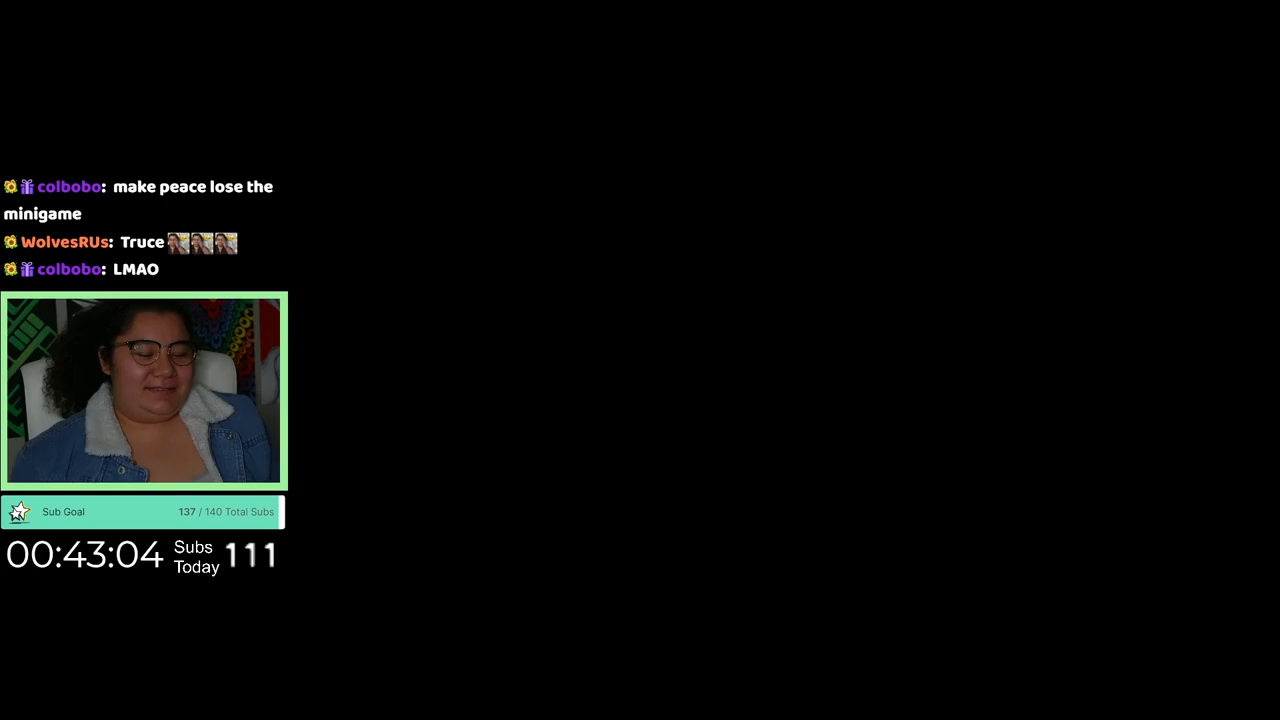 colbobo: make peace lose the
minigame
WolvesRUs: Truce
colbobo: LMAO
Sub Goal 137 / 140 Total Subs
00:43:04 Subs Today 111